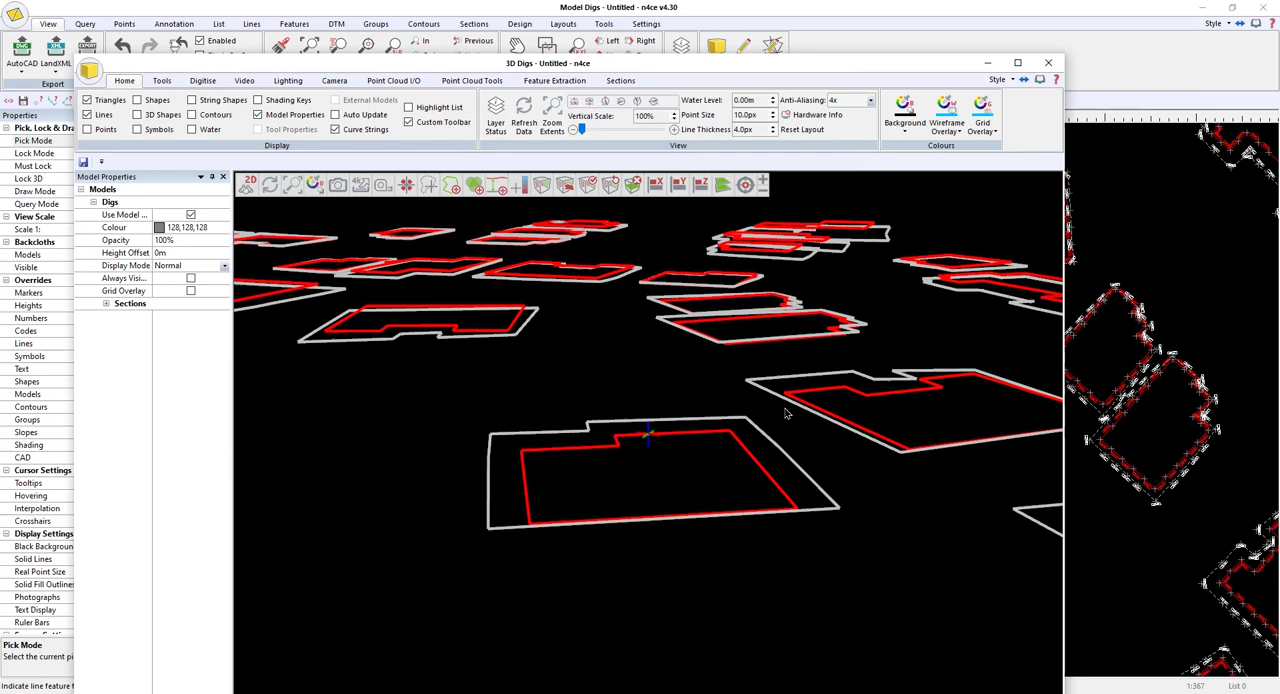 Model Digs - Untitled - n4ce v4.30
View Query Points Annotation List Lines Features DTM Groups Contours Sections Design Layouts Tools Settings Style
AutoCAD LandXML Enabled In Previous Left Right
Export
3D Digs - Untitled - n4ce
Home Tools Digitise Video Lighting Camera Point Cloud I/O Point Cloud Tools Feature Extraction Sections Style
Triangles Shapes String Shapes Shading Keys External Models Highlight List
Lines 3D Shapes Contours Model Properties Auto Update Custom Toolbar
Points Symbols Water Tool Properties Curve Strings
Display
Layer Status Refresh Data Zoom Extents
Vertical Scale: 100%
Water Level: 0.00m Anti-Aliasing: 4x
Point Size 10.0px Hardware Info
Line Thickness 4.0px Reset Layout
View
Background Wireframe Overlay Grid Overlay
Colours
Properties
Pick, Lock & Dra
Pick Mode
Lock Mode
Must Lock
Lock 3D
Draw Mode
Query Mode
View Scale
Scale 1:
Backcloths
Models
Visible
Overrides
Markers
Heights
Numbers
Codes
Lines
Symbols
Text
Shapes
Models
Contours
Groups
Slopes
Shading
CAD
Cursor Settings
Tooltips
Hovering
Interpolation
Crosshairs
Display Settings
Black Backgroun
Solid Lines
Real Point Size
Solid Fill Outlines
Photographs
Text Display
Ruler Bars
Pick Mode
Select the current pi
Indicate line feature f
Model Properties
Models
Digs
Use Model ...
Colour 128,128,128
Opacity 100%
Height Offset 0m
Display Mode Normal
Always Visi...
Grid Overlay
Sections
2D X Y Z
1:367 List 0